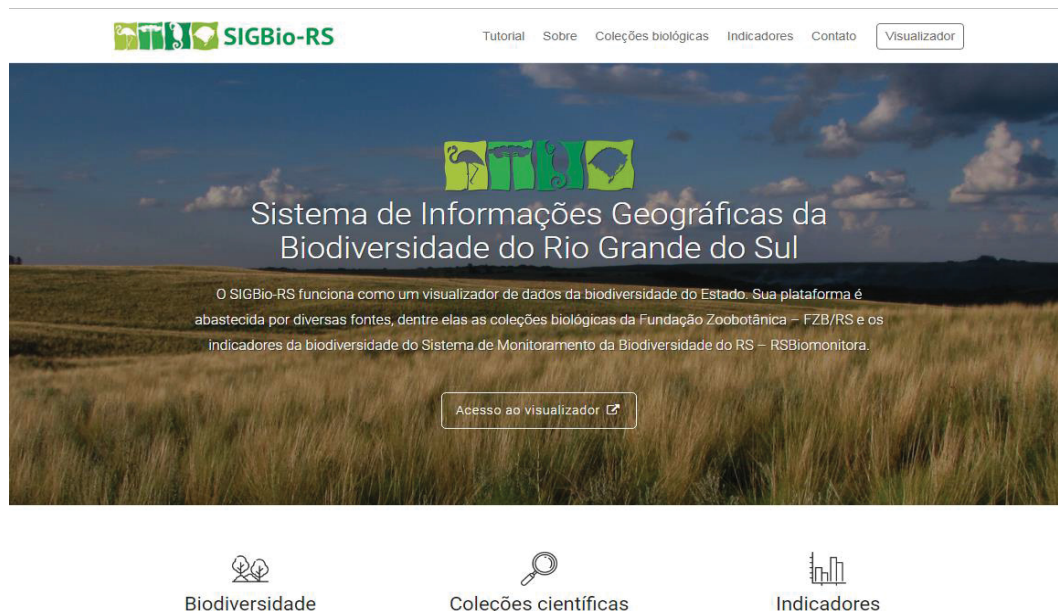 SIGBio-RS
Tutorial Sobre Coleções biológicas Indicadores Contato Visualizador
Sistema de Informações Geográficas da
Biodiversidade do Rio Grande do Sul
O SIGBio-RS funciona como um visualizador de dados da biodiversidade do Estado. Sua plataforma é
abastecida por diversas fontes, dentre elas as coleções biológicas da Fundação Zoobotânica – FZB/RS e os
indicadores da biodiversidade do Sistema de Monitoramento da Biodiversidade do RS – RSBiomonitora.
Acesso ao visualizador
Biodiversidade Coleções científicas Indicadores